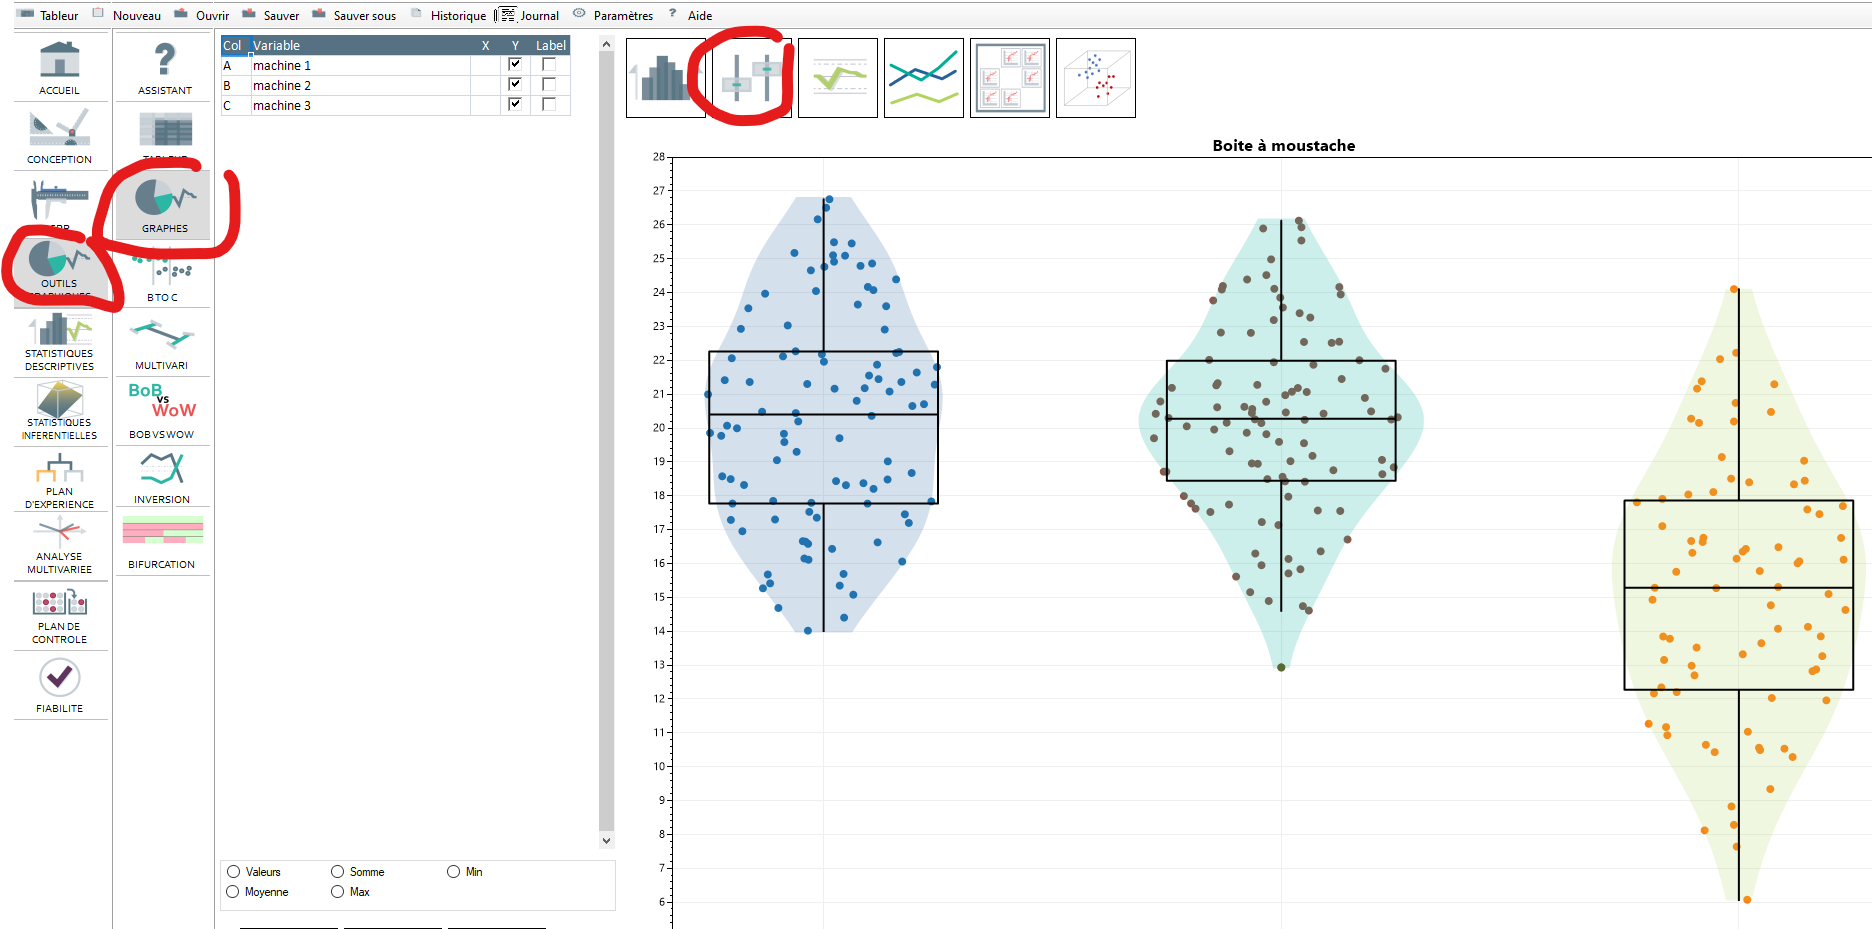 Tableur Nouveau Ouvrir Sauver Sauver sous Historique Journal Paramètres Aide
ACCUEIL
CONCEPTION
OUTILS
STATISTIQUES
DESCRIPTIVES
STATISTIQUES
INFERENTIELLES
PLAN
D'EXPERIENCE
ANALYSE
MULTIVARIEE
PLAN DE
CONTROLE
FIABILITE
ASSISTANT
GRAPHES
B TO C
MULTIVARI
BoB
vs
WoW
BOB VS WOW
INVERSION
BIFURCATION
Col Variable X Y Label
A machine 1
B machine 2
C machine 3
Valeurs Somme Min
Moyenne Max
Boite à moustache
28
27
26
25
24
23
22
21
20
19
18
17
16
15
14
13
12
11
10
9
8
7
6